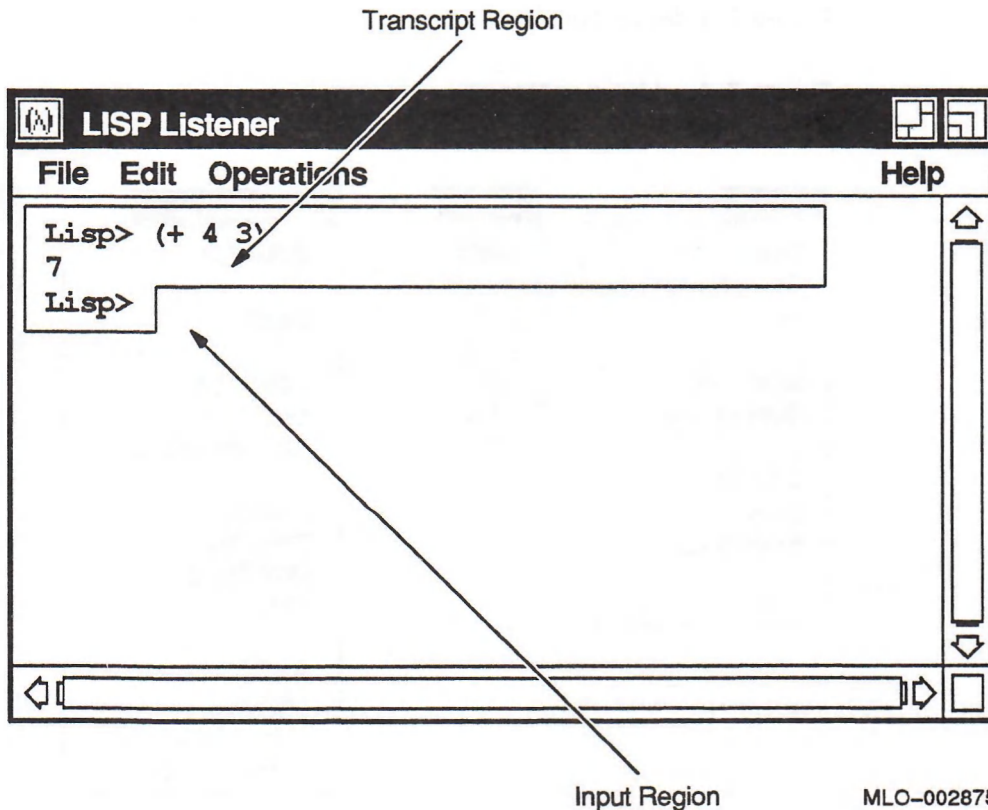 Transcript Region
(λ) LISP Listener
File Edit Operations Help
Lisp> (+ 4 3)
7
Lisp>
Input Region
MLO-002875